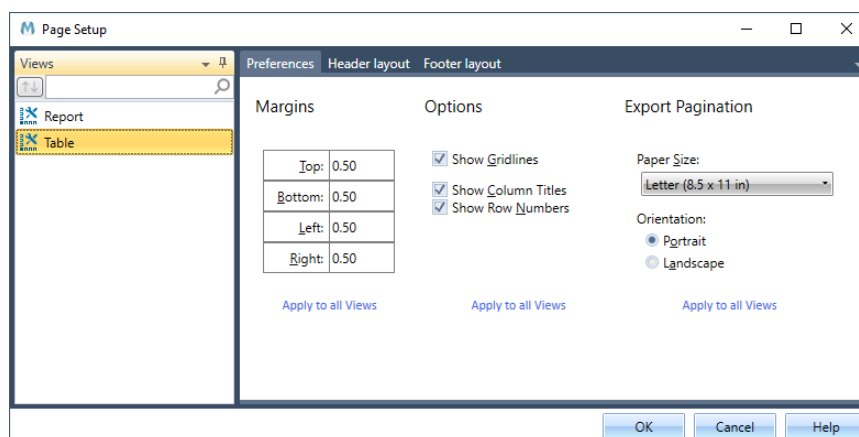 Page Setup
Views
Report
Table
Preferences Header layout Footer layout
Margins
Top: 0.50
Bottom: 0.50
Left: 0.50
Right: 0.50
Apply to all Views
Options
Show Gridlines
Show Column Titles
Show Row Numbers
Apply to all Views
Export Pagination
Paper Size:
Letter (8.5 x 11 in)
Orientation:
Portrait
Landscape
Apply to all Views
OK Cancel Help